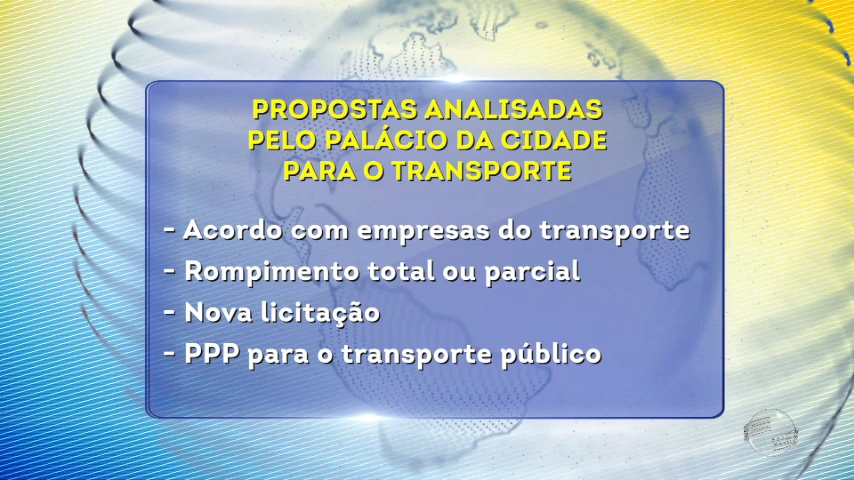 PROPOSTAS ANALISADAS
PELO PALÁCIO DA CIDADE
PARA O TRANSPORTE
- Acordo com empresas do transporte
- Rompimento total ou parcial
- Nova licitação
- PPP para o transporte público